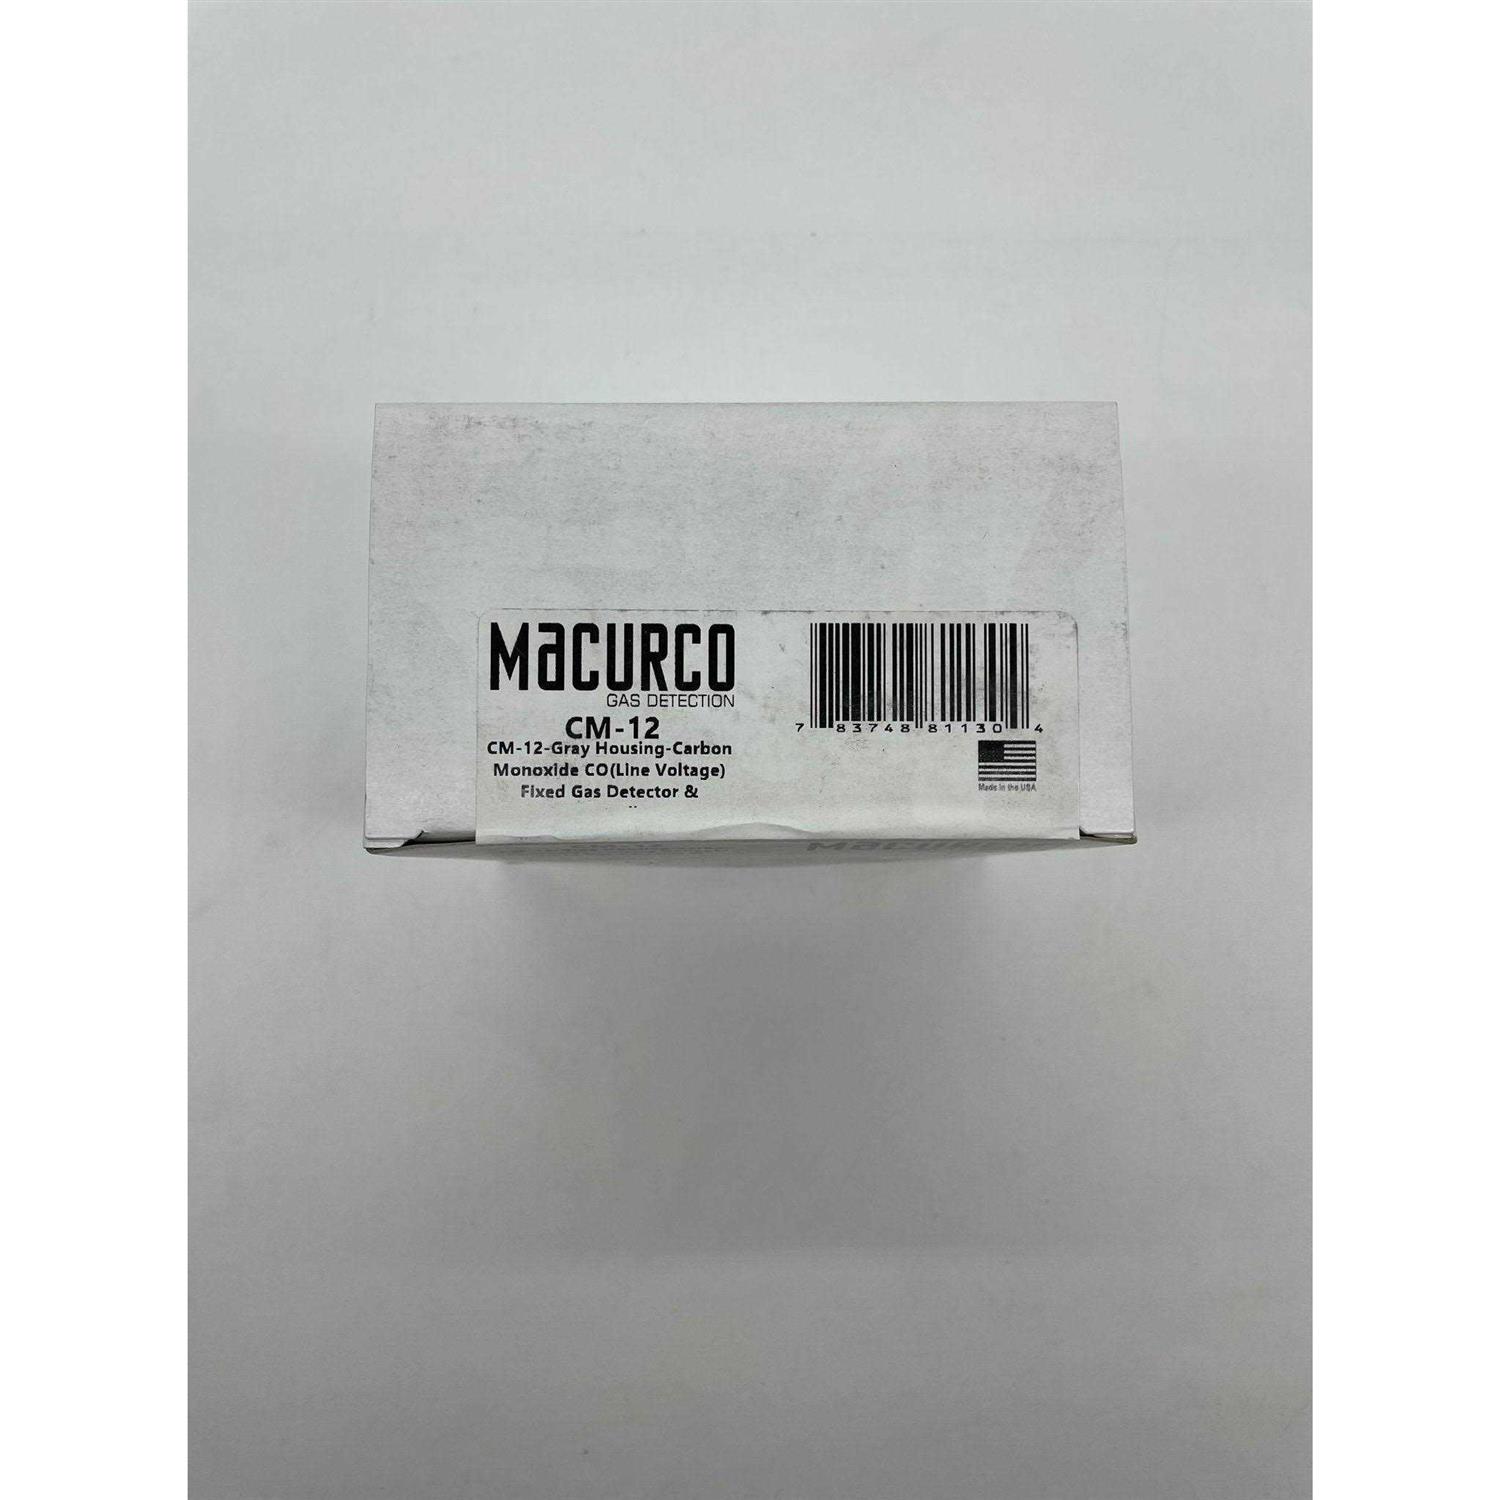 MaCURCO
GAS DETECTION
CM-12
CM-12-Gray Housing-Carbon
Monoxide CO(Line Voltage)
Fixed Gas Detector &
7 83748 81130 4
Made in the USA